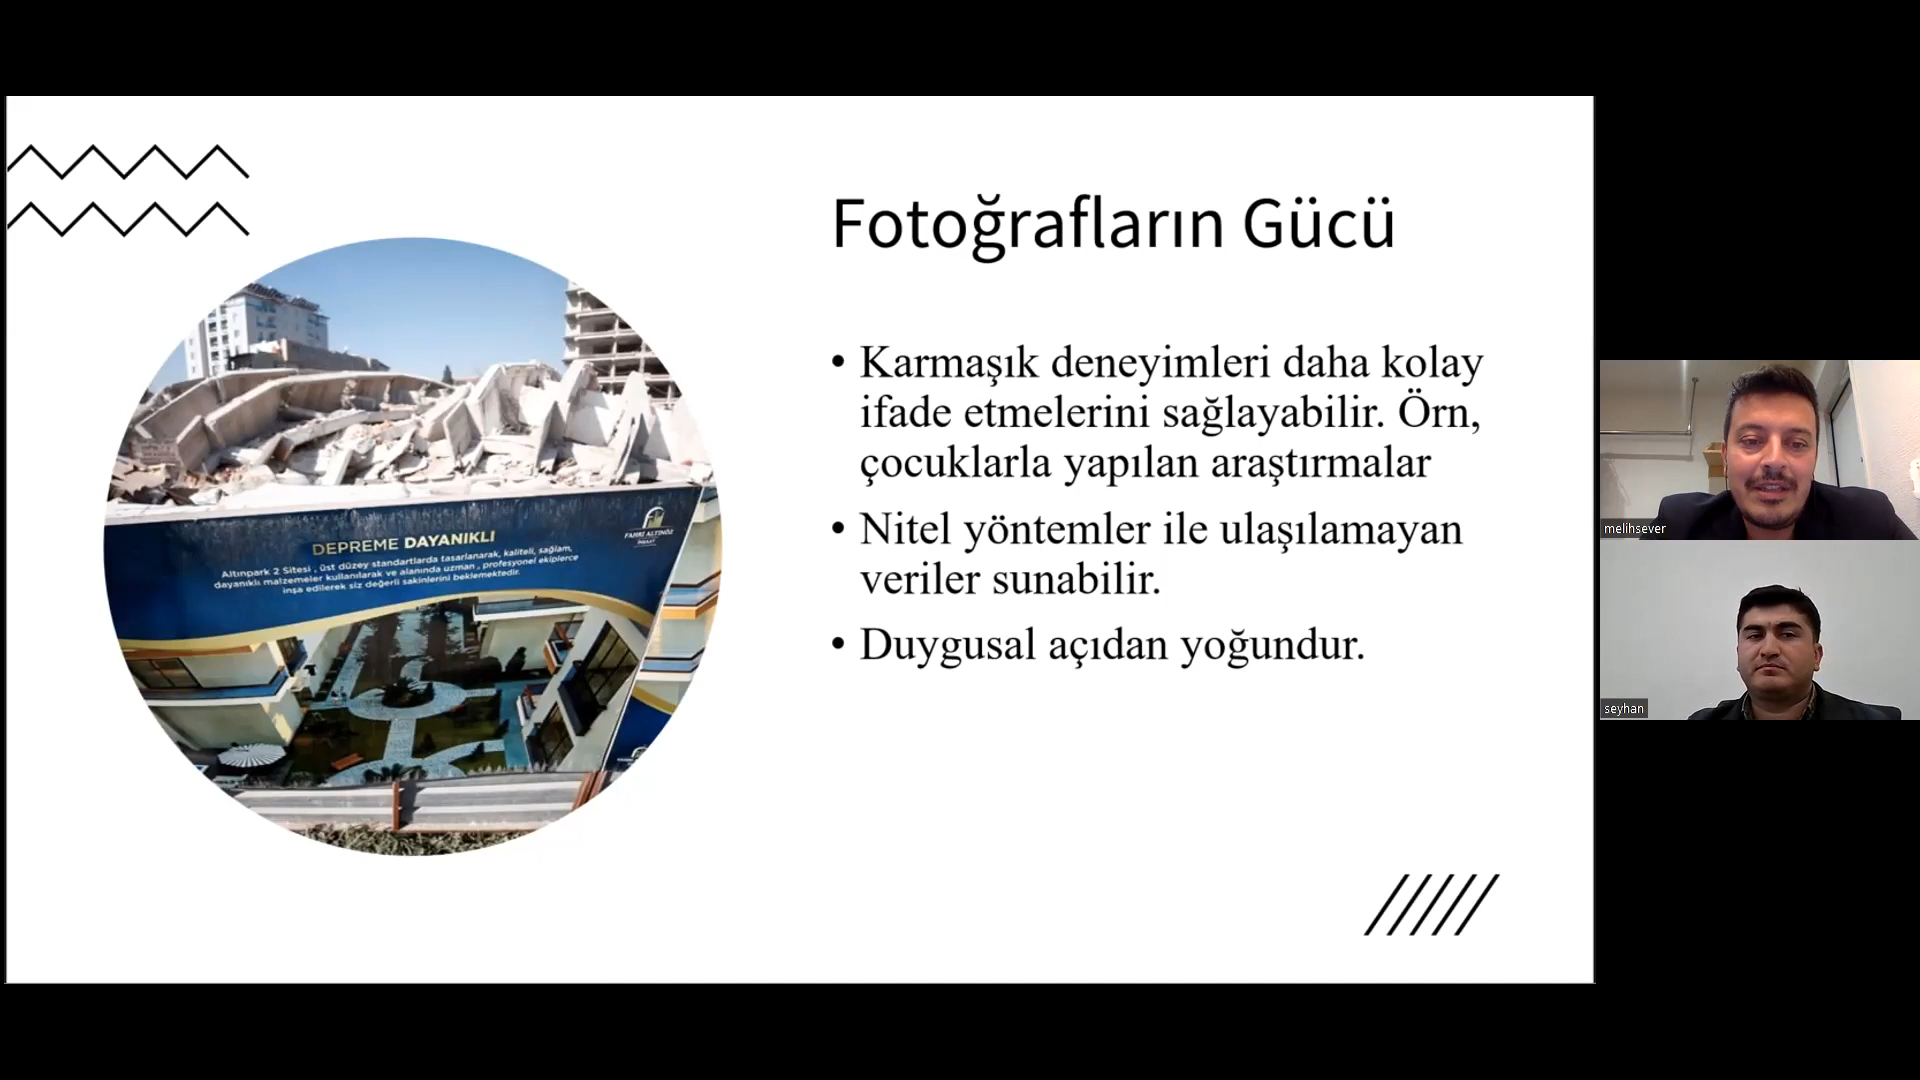 Fotoğrafların Gücü
• Karmaşık deneyimleri daha kolay
ifade etmelerini sağlayabilir. Örn,
çocuklarla yapılan araştırmalar
• Nitel yöntemler ile ulaşılamayan
veriler sunabilir.
• Duygusal açıdan yoğundur.
DEPREME DAYANIKLI
Altınpark 2 Sitesi , üst düzey standartlarda tasarlanarak, kaliteli, sağlam,
dayanıklı malzemeler kullanılarak ve alanında uzman , profesyonel ekiplerce
inşa edilerek siz değerli sakinlerini beklemektedir.
FAHRİ ALTINÖZ
İNŞAAT
melihsever
seyhan